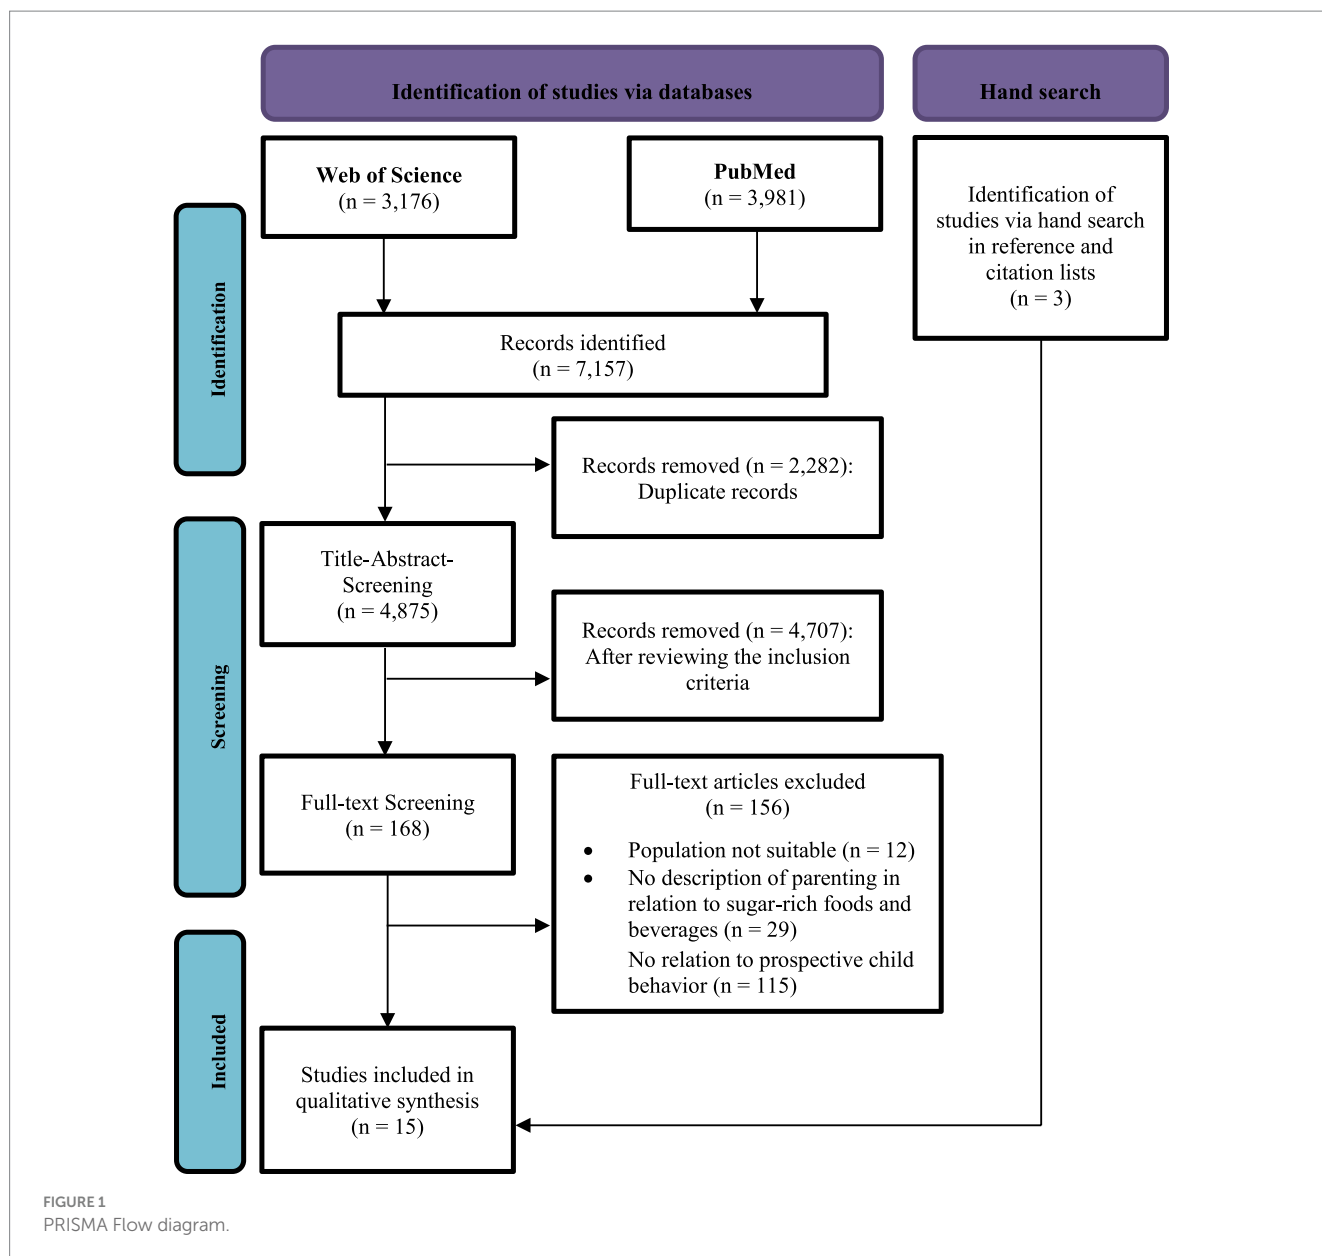 Identification of studies via databases
Hand search
Web of Science
(n = 3,176)
PubMed
(n = 3,981)
Identification of
studies via hand search
in reference and
citation lists
(n = 3)
Identification
Records identified
(n = 7,157)
Records removed (n = 2,282):
Duplicate records
Screening
Title-Abstract-
Screening
(n = 4,875)
Records removed (n = 4,707):
After reviewing the inclusion
criteria
Full-text Screening
(n = 168)
Full-text articles excluded
(n = 156)
• Population not suitable (n = 12)
• No description of parenting in
relation to sugar-rich foods and
beverages (n = 29)
No relation to prospective child
behavior (n = 115)
Included
Studies included in
qualitative synthesis
(n = 15)
FIGURE 1
PRISMA Flow diagram.